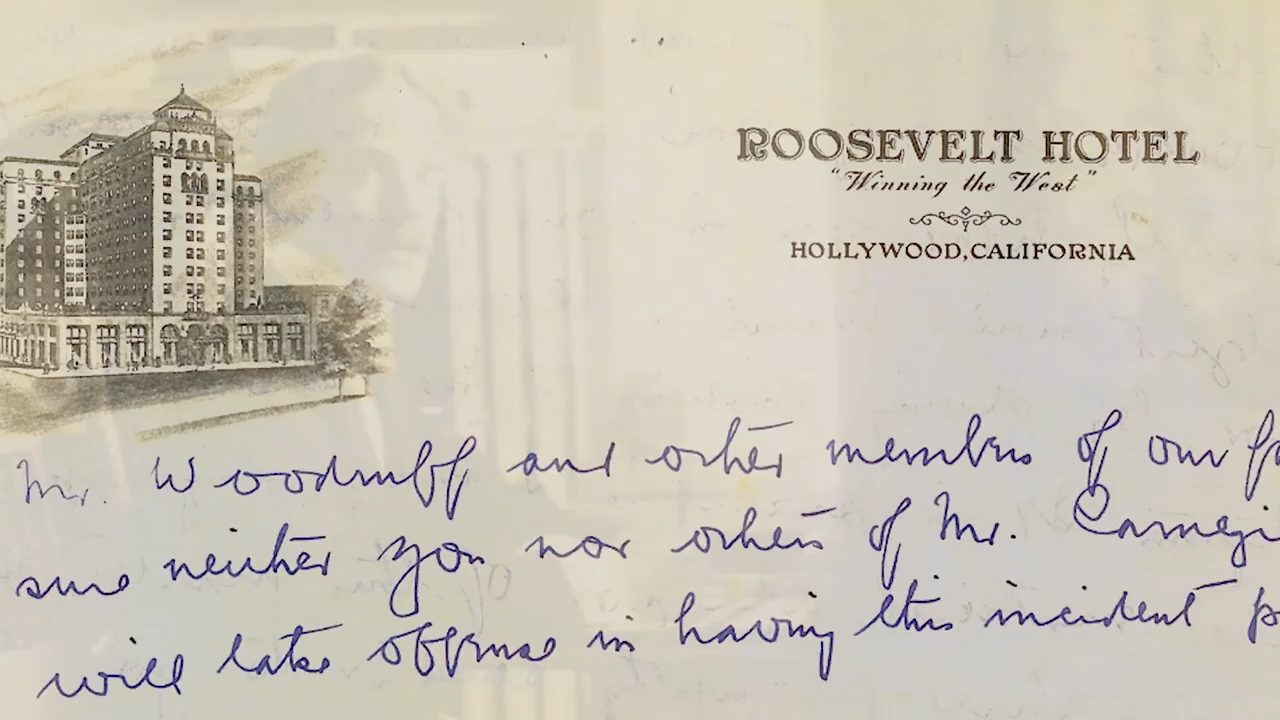 ROOSEVELT HOTEL
"Winning the West"
HOLLYWOOD, CALIFORNIA
Mr. Woodruff and other members of our
sure neither you nor others of Mr. Carnegi
will take offense in having this incident